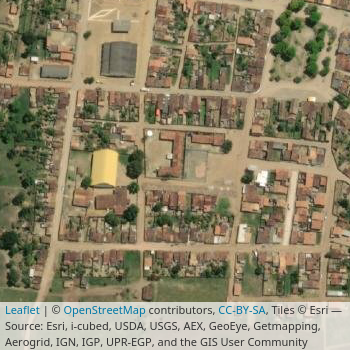 Leaflet | © OpenStreetMap contributors, CC-BY-SA, Tiles © Esri —
Source: Esri, i-cubed, USDA, USGS, AEX, GeoEye, Getmapping,
Aerogrid, IGN, IGP, UPR-EGP, and the GIS User Community